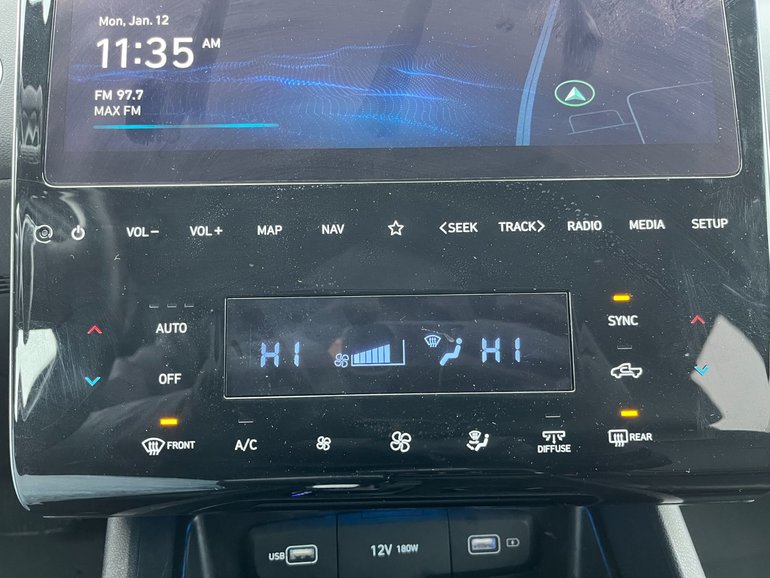 Mon, Jan. 12
11:35 AM
FM 97.7
MAX FM
VOL- VOL+ MAP NAV <SEEK TRACK> RADIO MEDIA SETUP
AUTO
HI HI
SYNC
OFF
FRONT A/C DIFFUSE REAR
USB 12V 180W